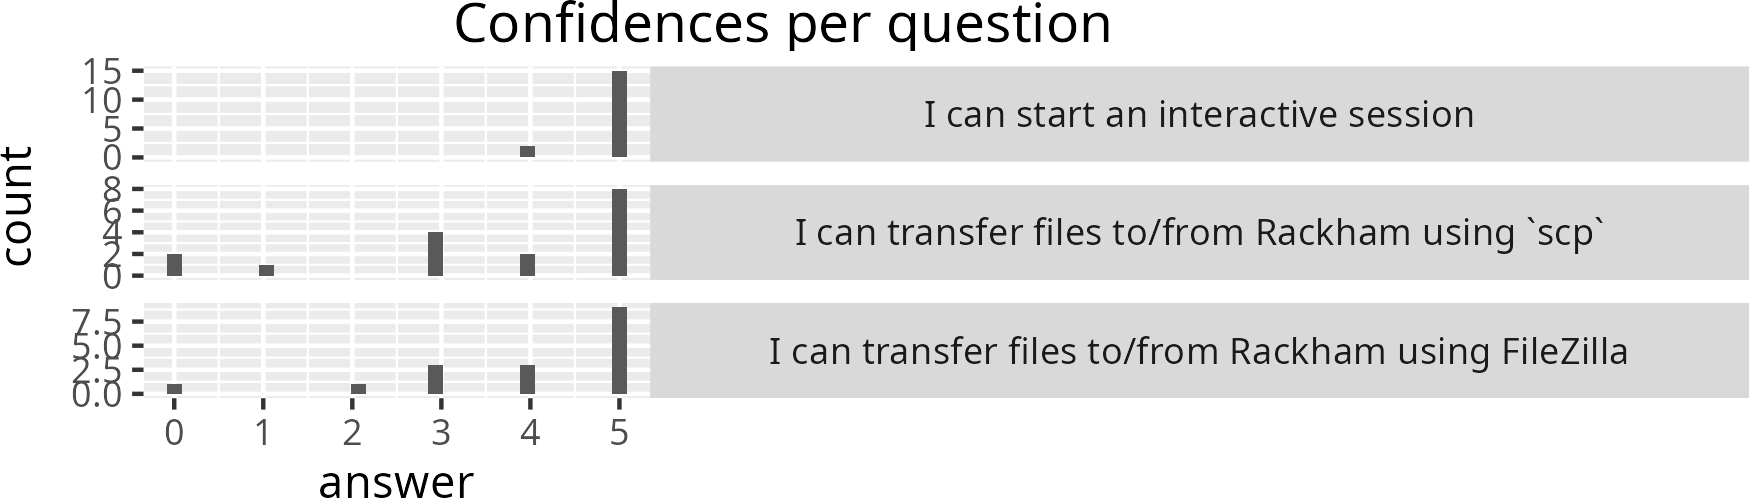 Confidences per question
count
15
10
5
0
I can start an interactive session
8
6
4
2
0
I can transfer files to/from Rackham using `scp`
7.5
5.0
2.5
0.0
I can transfer files to/from Rackham using FileZilla
0 1 2 3 4 5
answer